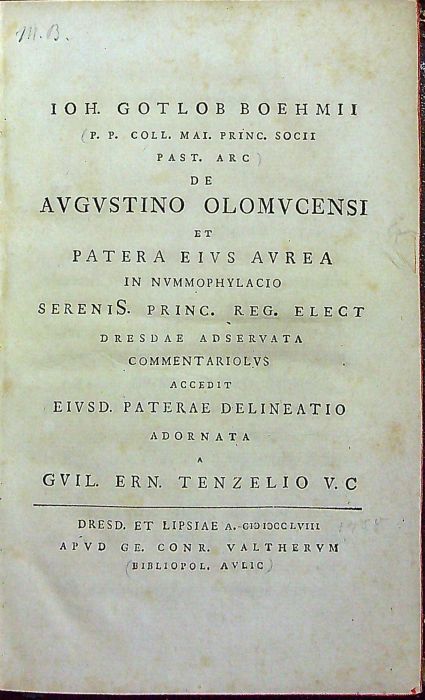 M.B.
IOH. GOTLOB BOEHMII
(P. P. COLL. MAI. PRINC. SOCII
PAST. ARC)
DE
AVGVSTINO OLOMVCENSI
ET
PATERA EIVS AVREA
IN NVMMOPHYLACIO
SERENIS. PRINC. REG. ELECT
DRESDAE ADSERVATA
COMMENTARIOLVS
ACCEDIT
EIVSD. PATERAE DELINEATIO
ADORNATA
A
GVIL. ERN. TENZELIO V. C
DRESD. ET LIPSIAE A. CIƆIƆCCLVIII 1758
APVD GE. CONR. VALTHERVM
(BIBLIOPOL. AVLIC)